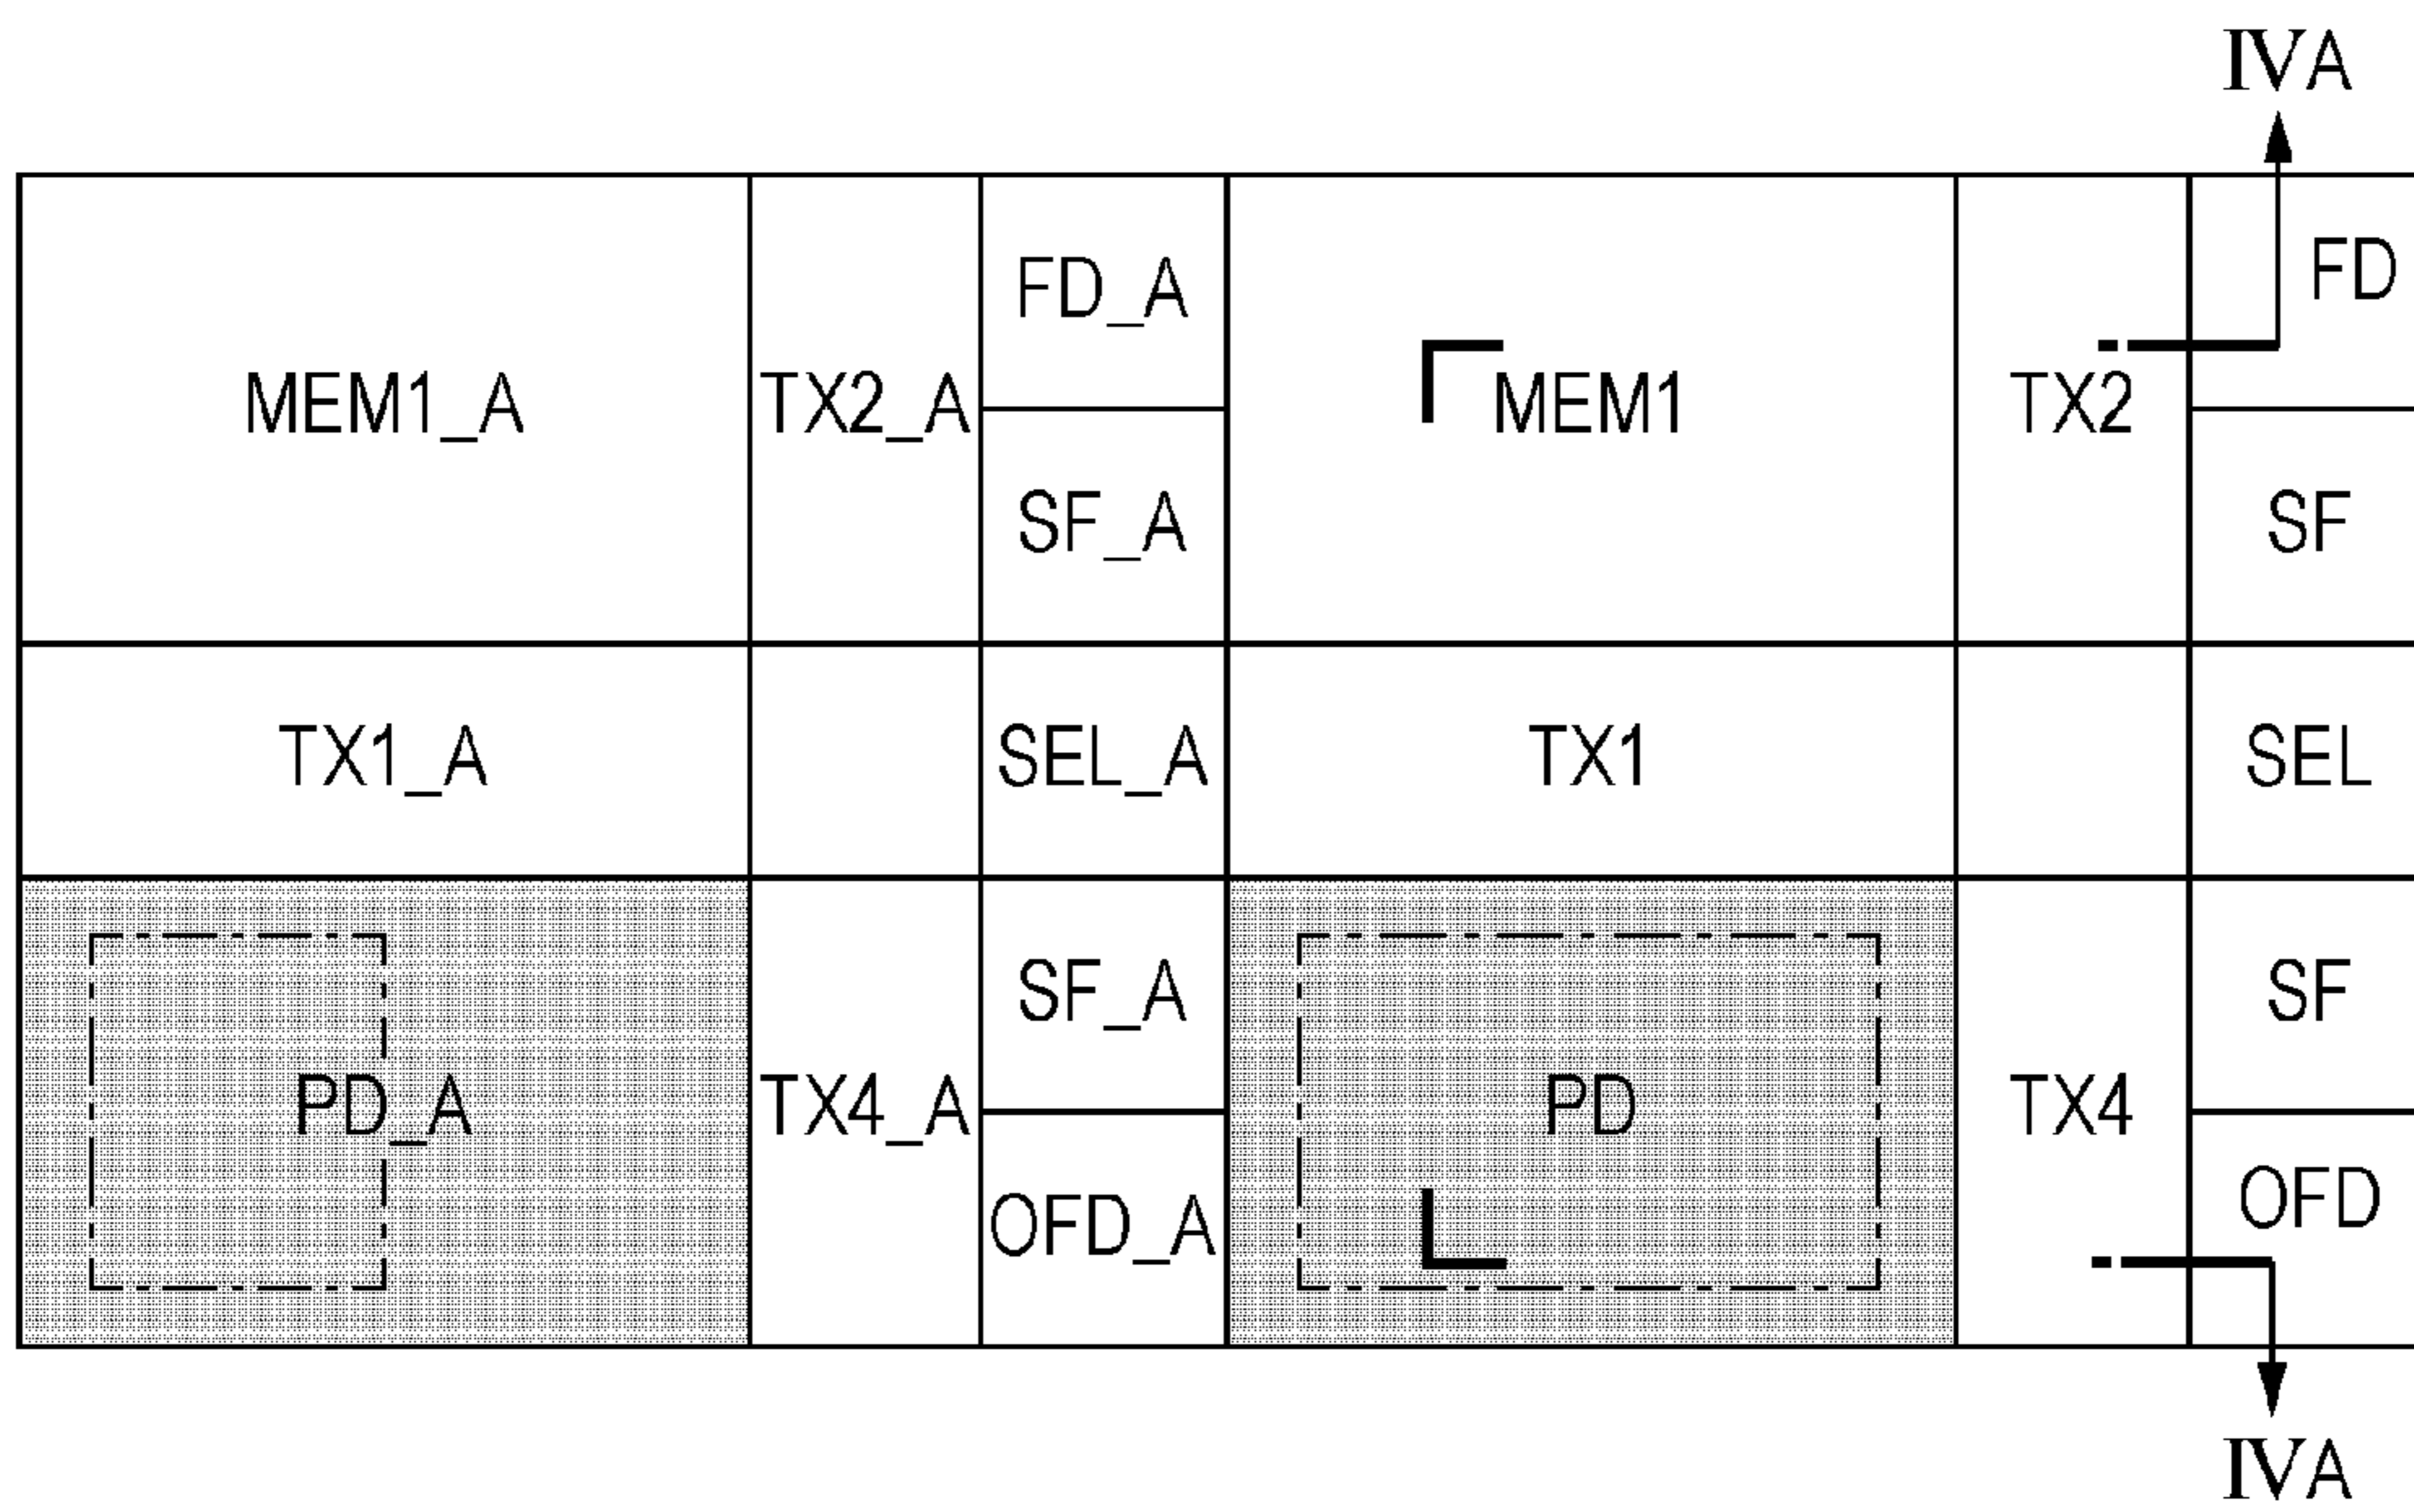 IVA
FD_A
FD
MEM1_A TX2_A MEM1 TX2
SF_A SF
TX1_A SEL_A TX1 SEL
SF_A SF
PD_A TX4_A PD TX4
OFD_A OFD
IVA